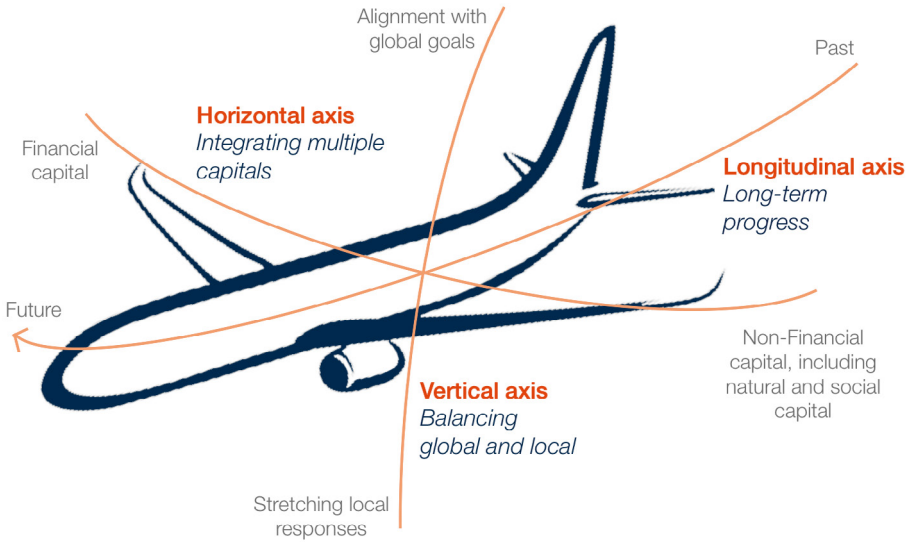 Alignment with
global goals
Past
Horizontal axis
Integrating multiple
capitals
Financial
capital
Longitudinal axis
Long-term
progress
Future
Non-Financial
capital, including
natural and social
capital
Vertical axis
Balancing
global and local
Stretching local
responses